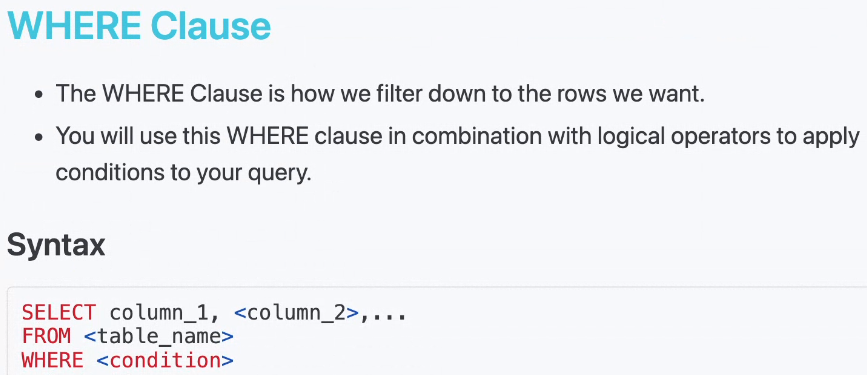 WHERE Clause
• The WHERE Clause is how we filter down to the rows we want.
• You will use this WHERE clause in combination with logical operators to apply
conditions to your query.
Syntax
SELECT column_1, <column_2>,...
FROM <table_name>
WHERE <condition>